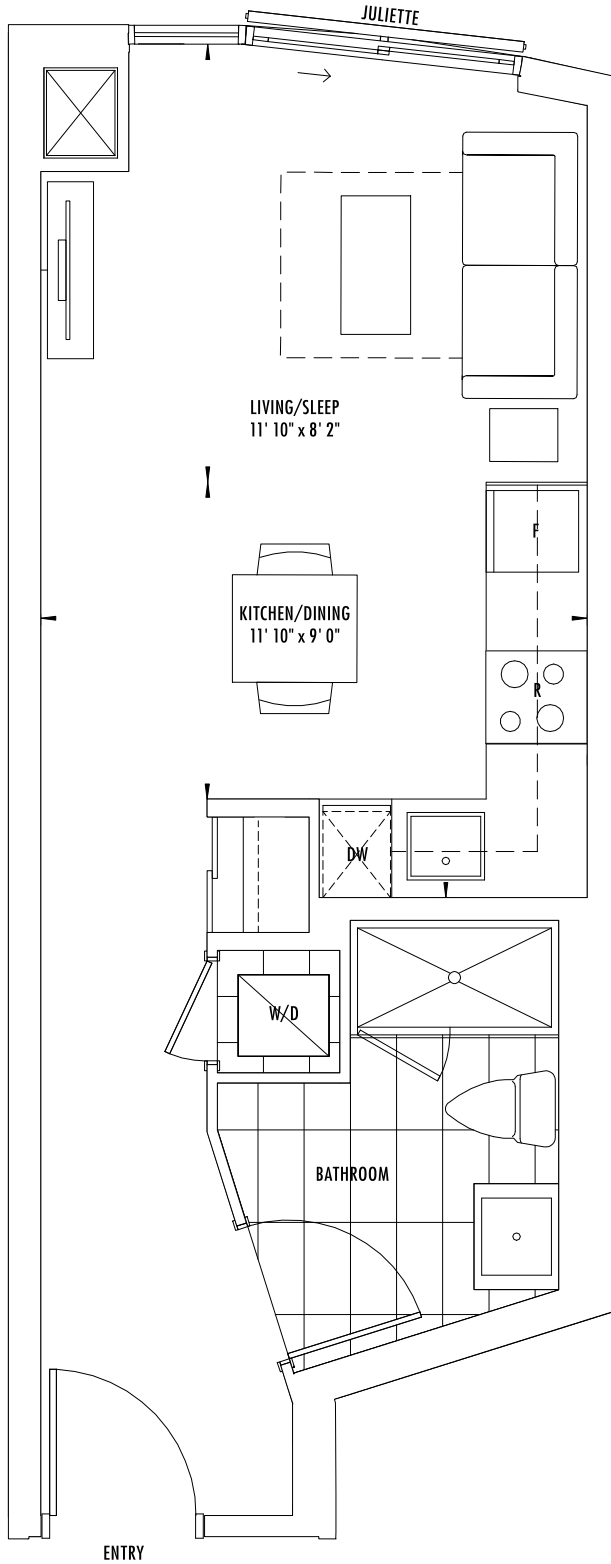 JULIETTE
LIVING/SLEEP
11' 10" x 8' 2"
F
KITCHEN/DINING
11' 10" x 9' 0"
R
DW
W/D
BATHROOM
ENTRY